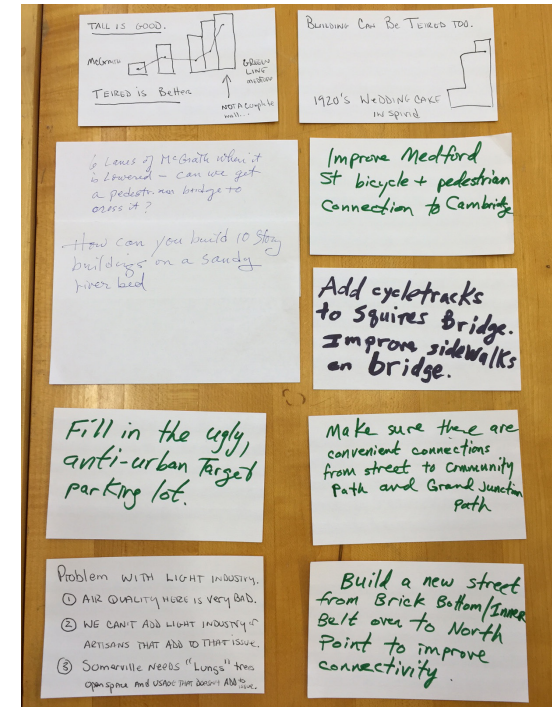 TALL IS GOOD.
McGrath
GREEN
LINE
TEIRED is Better
NOT A complete
wall...
BUILDING CAN BE TEIRED TOO.
1920's WEDDING CAKE
IN SPIRID
6 Lanes of McGrath when it
is Lowered - can we get
a pedestrian bridge to
cross it?
How can you build 10 Story
buildings on a sandy
river bed
Improve Medford
St bicycle + pedestrian
connection to Cambridge
Add cycletracks
to Squires Bridge.
Improve sidewalks
on bridge.
Fill in the ugly,
anti-urban Target
parking lot.
Make sure there are
convenient connections
from street to Community
Path and Grand Junction
Path
Problem WITH LIGHT INDUSTRY.
① AIR QUALITY HERE IS VERY BAD.
② WE CAN'T ADD LIGHT INDUSTRY &
ARTISANS THAT ADD TO THAT ISSUE.
③ Somerville NEEDS "LUNGS" trees
open space AND USAGE THAT DOESN'T ADD to
issue.
Build a new street
from Brick Bottom/Inner
Belt over to North
Point to improve
connectivity.